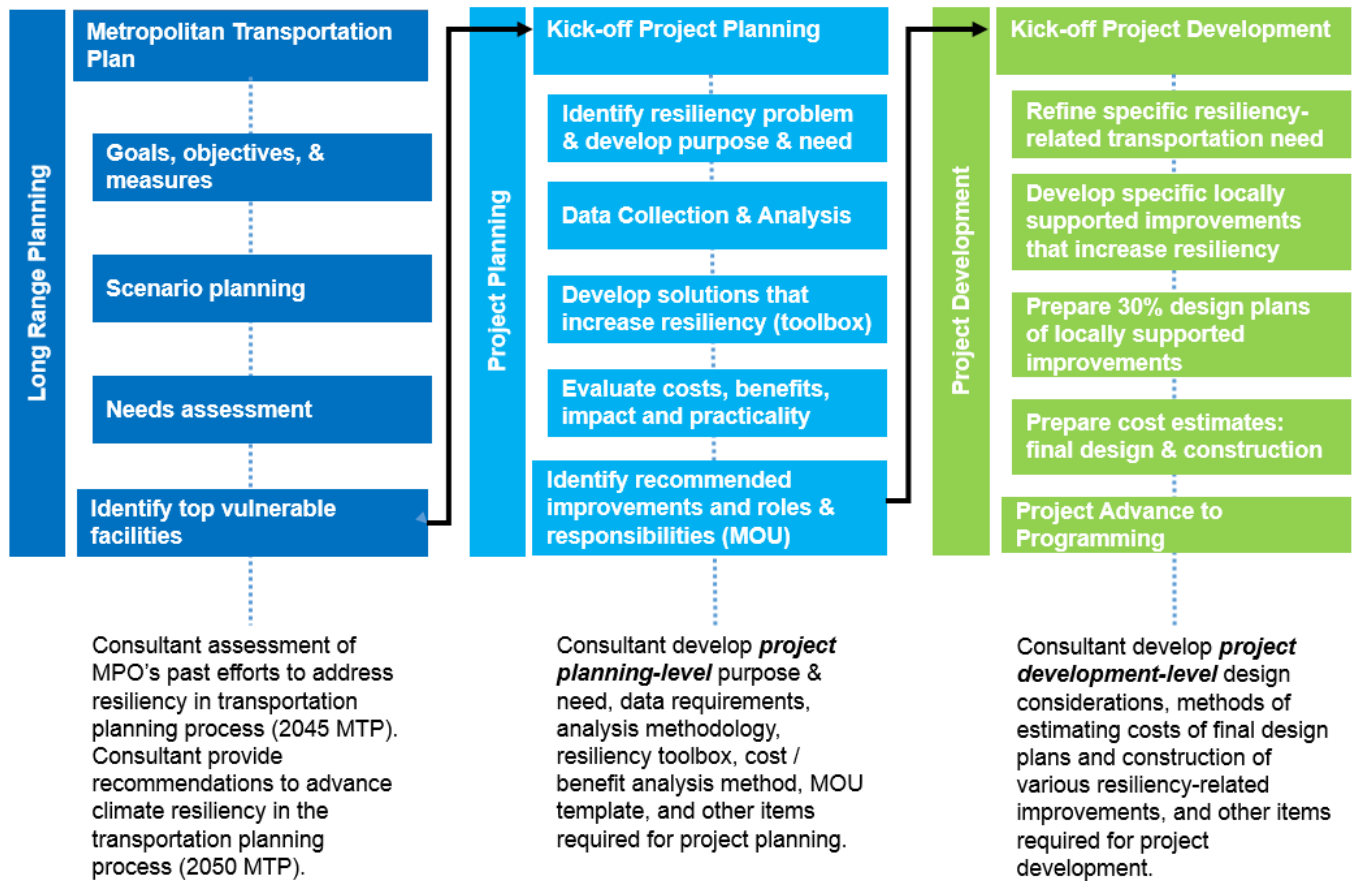 Long Range Planning
Metropolitan Transportation
Plan
Goals, objectives, &
measures
Scenario planning
Needs assessment
Identify top vulnerable
facilities
Consultant assessment of
MPO's past efforts to address
resiliency in transportation
planning process (2045 MTP).
Consultant provide
recommendations to advance
climate resiliency in the
transportation planning
process (2050 MTP).
Project Planning
Kick-off Project Planning
Identify resiliency problem
& develop purpose & need
Data Collection & Analysis
Develop solutions that
increase resiliency (toolbox)
Evaluate costs, benefits,
impact and practicality
Identify recommended
improvements and roles &
responsibilities (MOU)
Consultant develop project
planning-level purpose &
need, data requirements,
analysis methodology,
resiliency toolbox, cost /
benefit analysis method, MOU
template, and other items
required for project planning.
Project Development
Kick-off Project Development
Refine specific resiliency-
related transportation need
Develop specific locally
supported improvements
that increase resiliency
Prepare 30% design plans
of locally supported
improvements
Prepare cost estimates:
final design & construction
Project Advance to
Programming
Consultant develop project
development-level design
considerations, methods of
estimating costs of final design
plans and construction of
various resiliency-related
improvements, and other items
required for project
development.